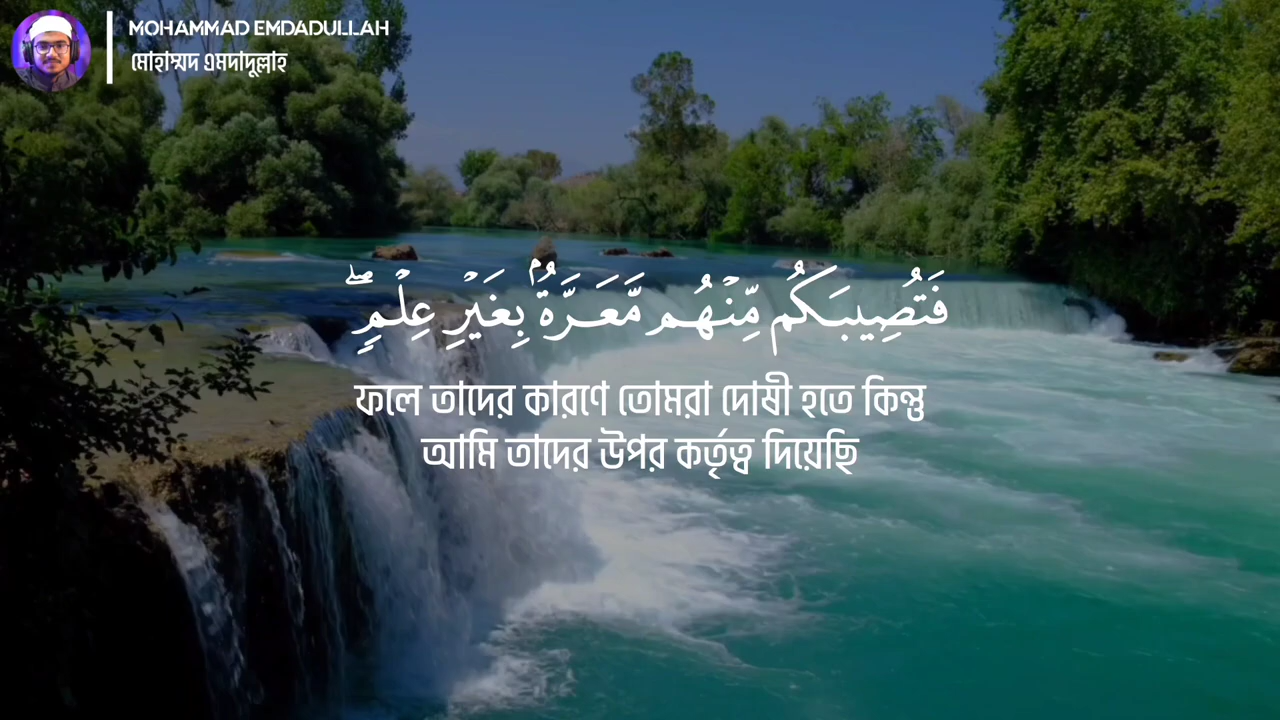 MOHAMMAD EMDADULLAH
মোহাম্মদ এমদাদুল্লাহ
فَتُصِيبَكُم مِّنْهُم مَّعَرَّةٌۢ بِغَيْرِ عِلْمٍۢ ۖ
ফলে তাদের কারণে তোমরা দোষী হতে কিন্তু
আমি তাদের উপর কর্তৃত্ব দিয়েছি